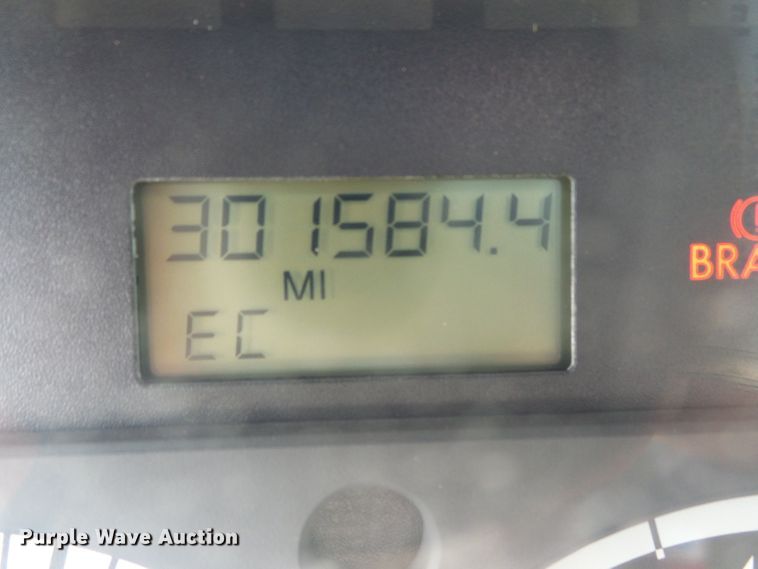 301584.4
MI
EC
BRA
Purple Wave Auction